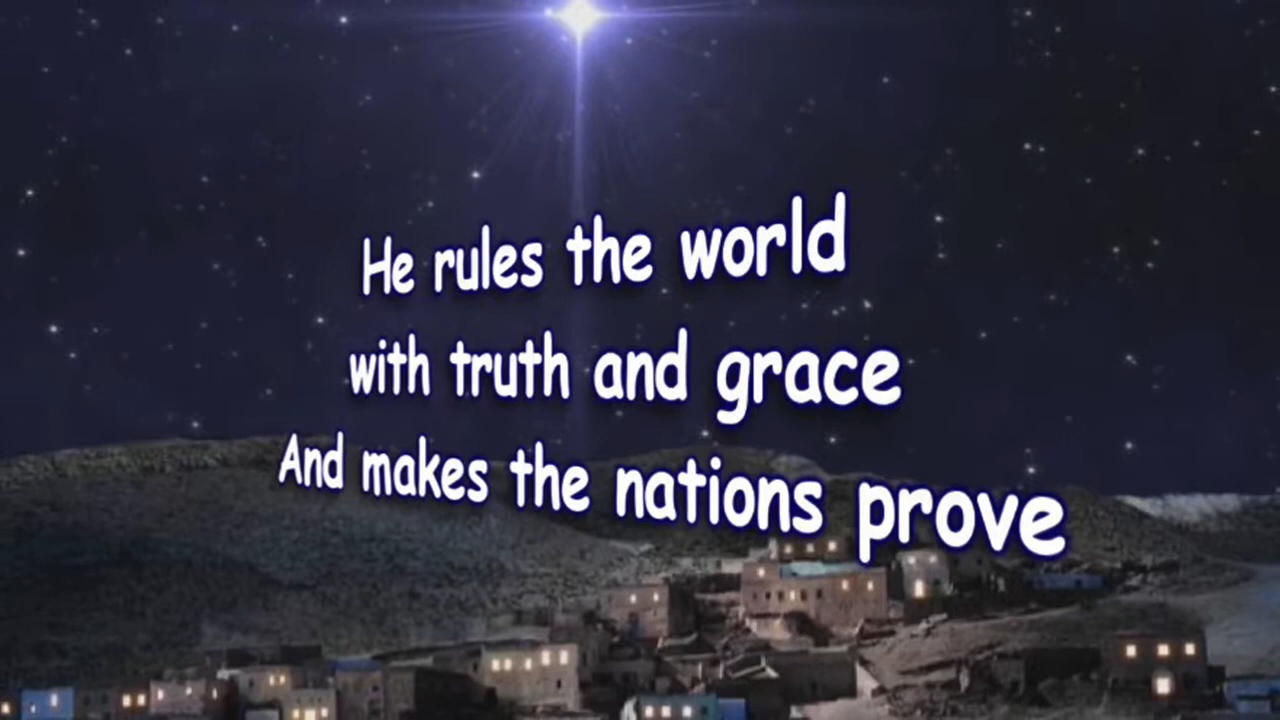 He rules the world
with truth and grace
And makes the nations prove